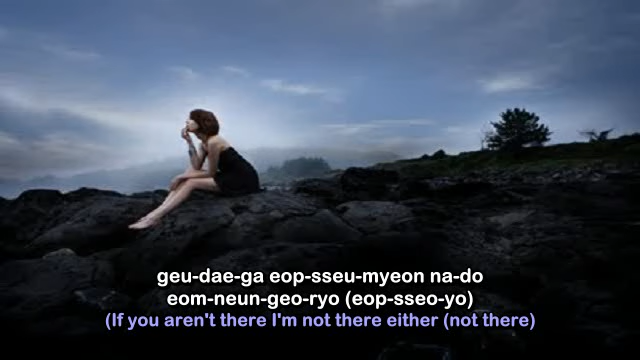 geu-dae-ga eop-sseu-myeon na-do
eom-neun-geo-ryo (eop-sseo-yo)
(If you aren't there I'm not there either (not there)